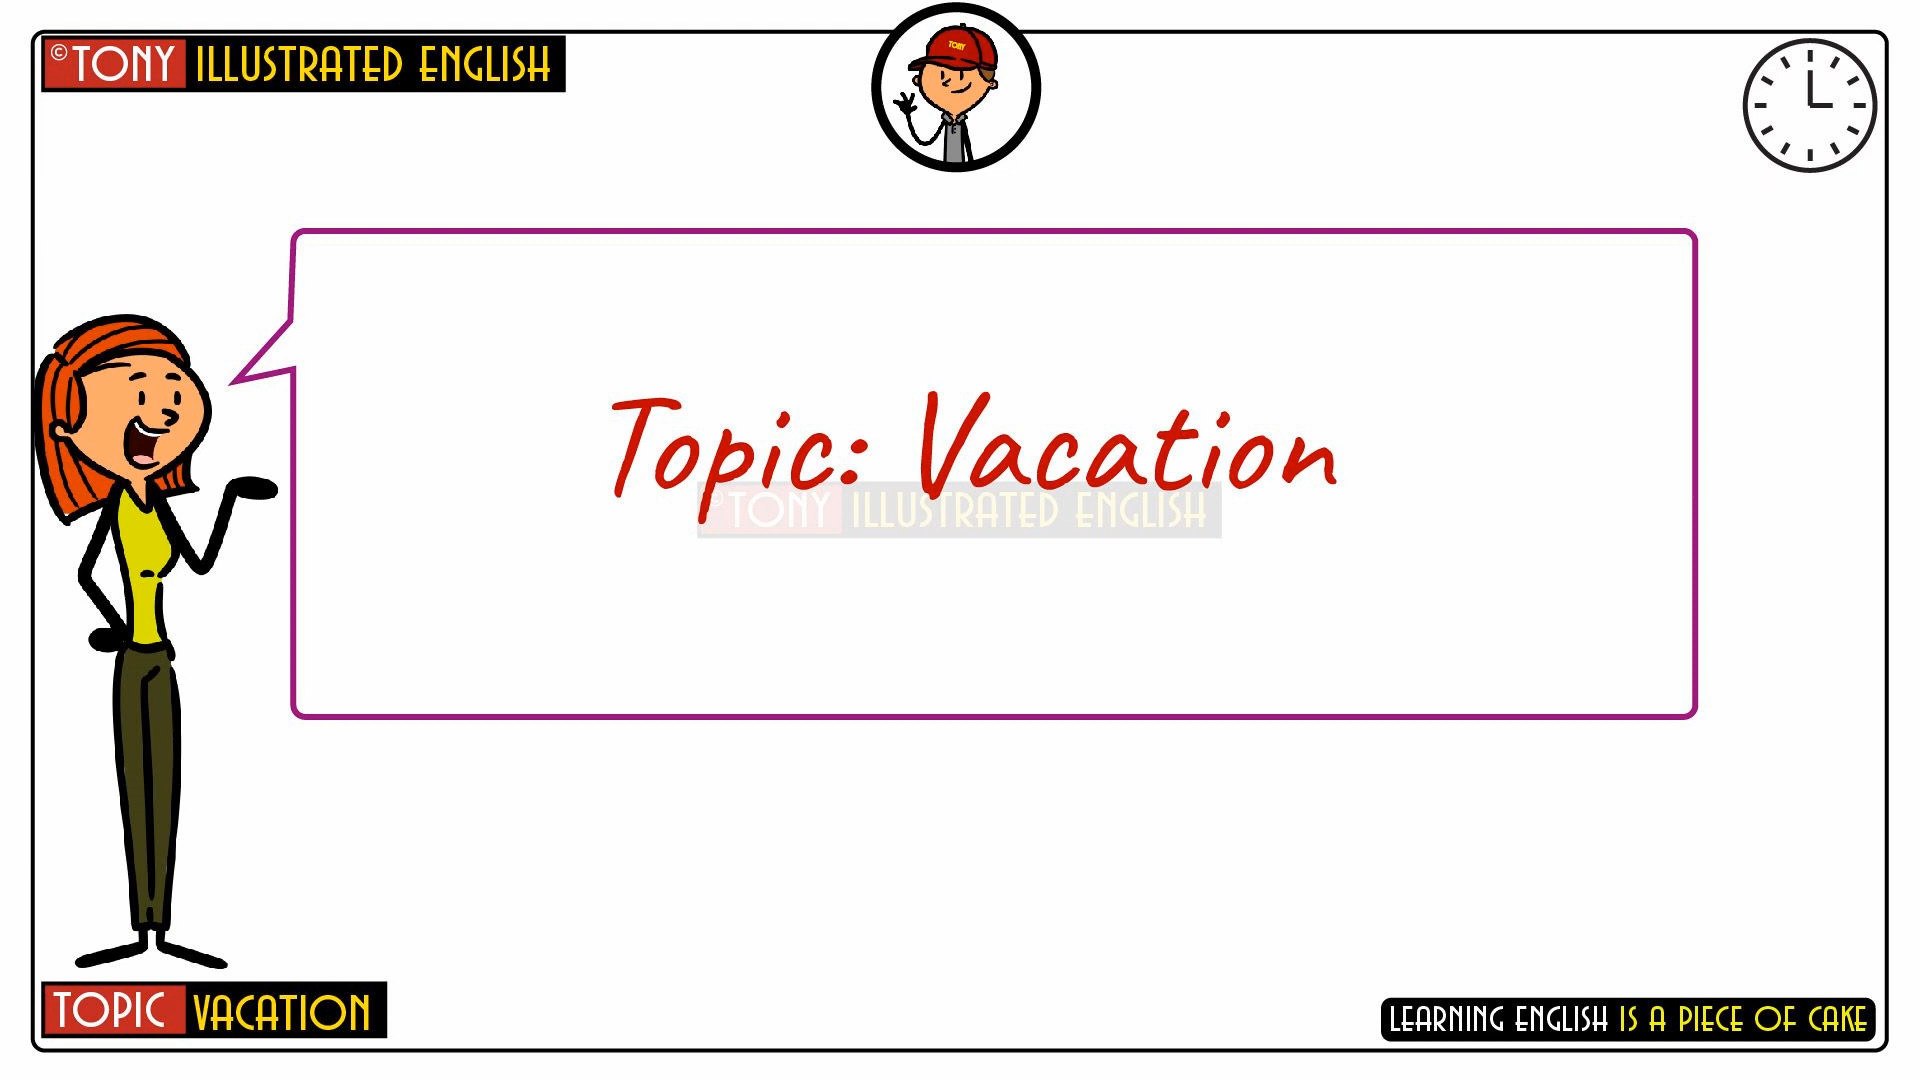 © TONY ILLUSTRATED ENGLISH
TONY
Topic: Vacation
© TONY ILLUSTRATED ENGLISH
TOPIC VACATION
LEARNING ENGLISH IS A PIECE OF CAKE